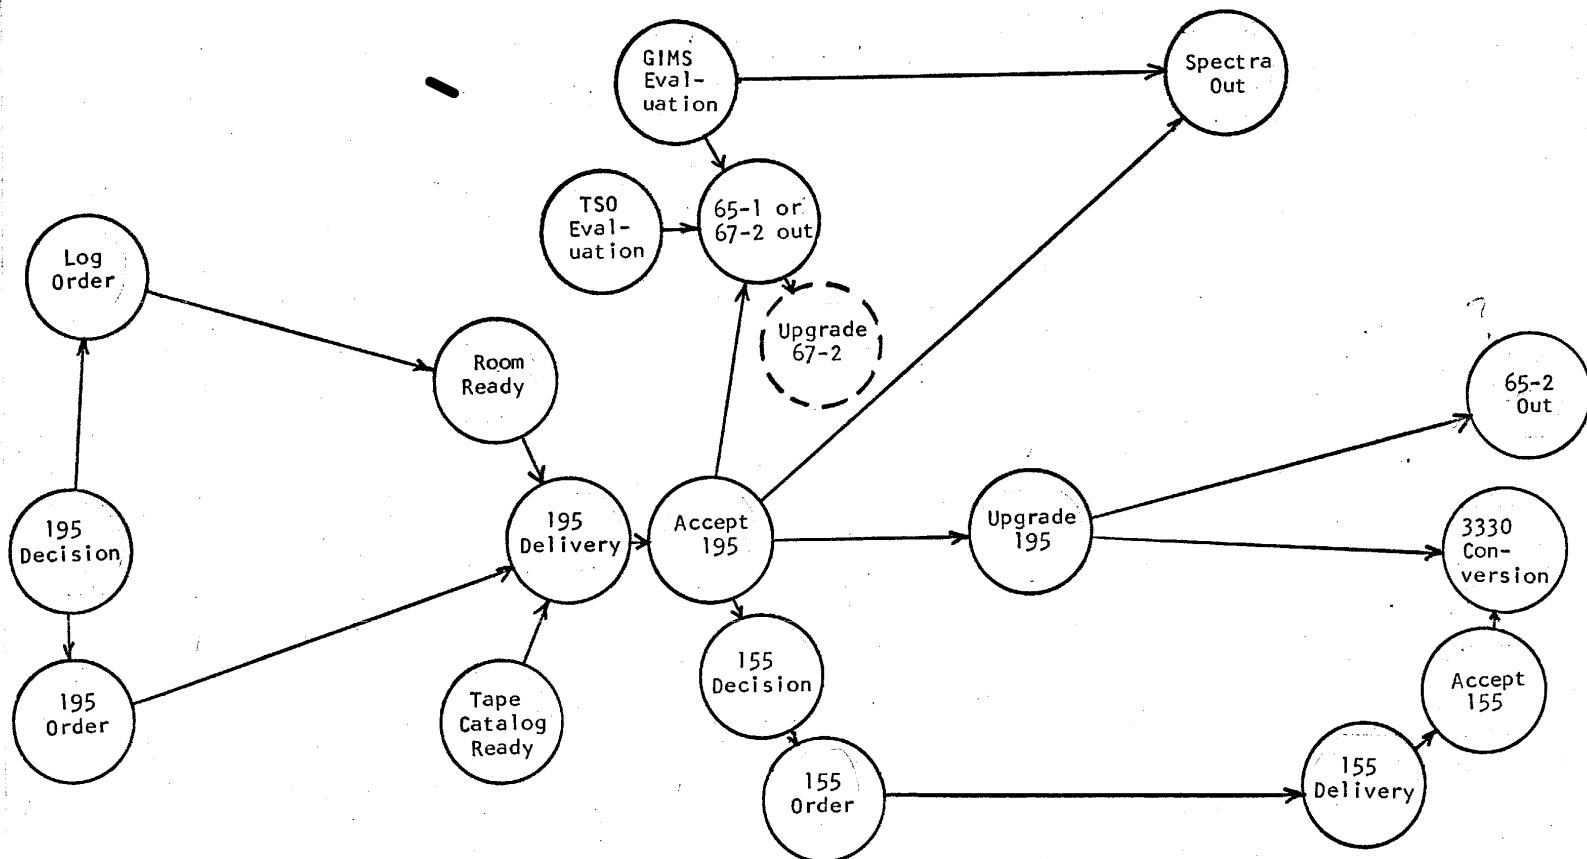 GIMS
Eval-
uation
Spectra
Out
TSO
Eval-
uation
65-1 or
67-2 out
Log
Order
Upgrade
67-2
?
Room
Ready
65-2
Out
195
Decision
195
Delivery
Accept
195
Upgrade
195
3330
Con-
version
155
Decision
Accept
155
195
Order
Tape
Catalog
Ready
155
Order
155
Delivery